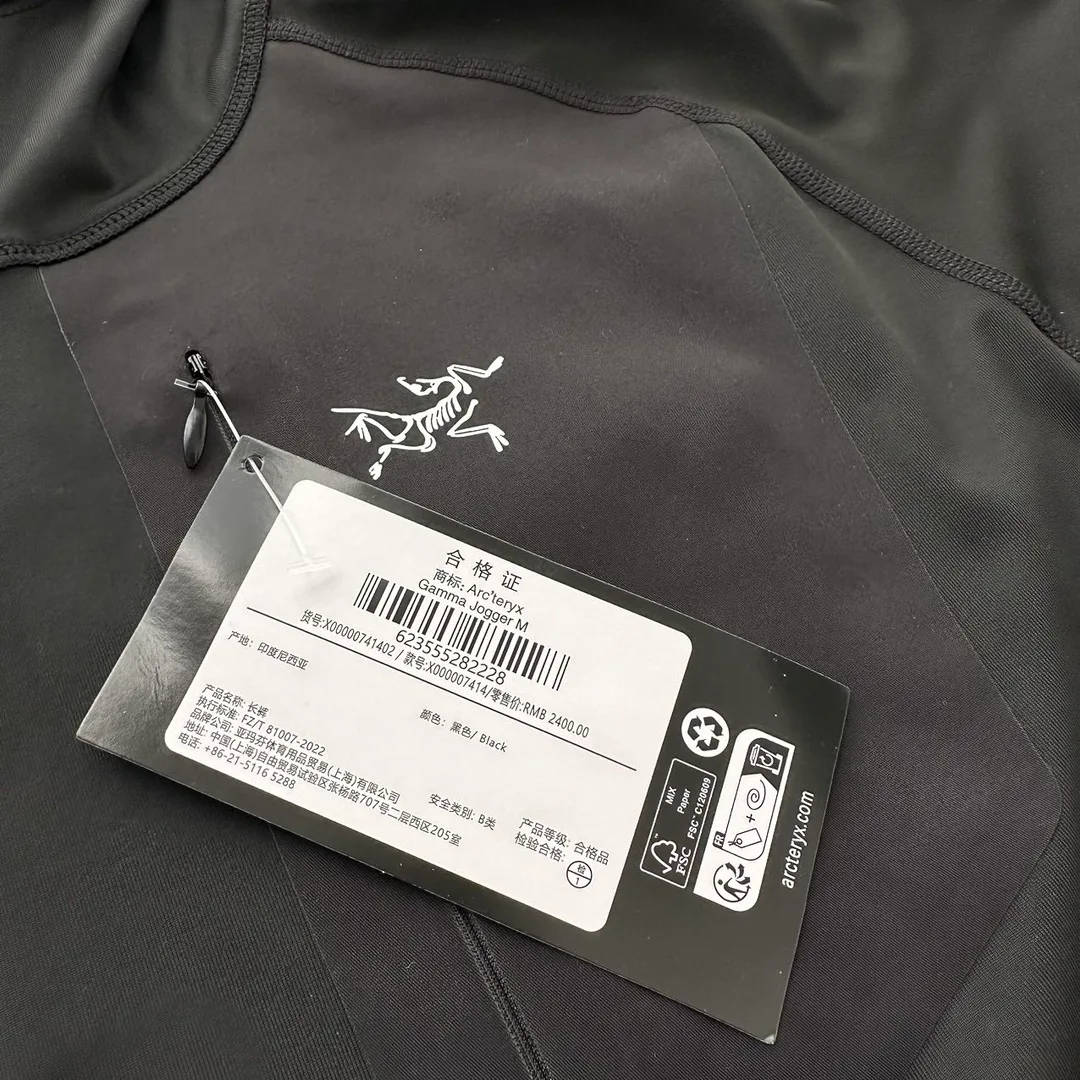 合格证
商标: Arc'teryx
Gamma Jogger M
623555282228
货号:X00000741402 / 款号:X000007414/零售价:RMB 2400.00
产地: 印度尼西亚
颜色: 黑色/ Black
产品名称: 长裤
执行标准: FZ/T 81007-2022
品牌公司: 亚玛芬体育用品贸易(上海)有限公司
地址: 中国(上海)自由贸易试验区张杨路707号二层西区205室
电话: +86-21-5116 5288
安全类别: B类
产品等级: 合格品
检验合格: 检 1
MIX
Paper
FSC™ C120609
FSC
FR
arcteryx.com